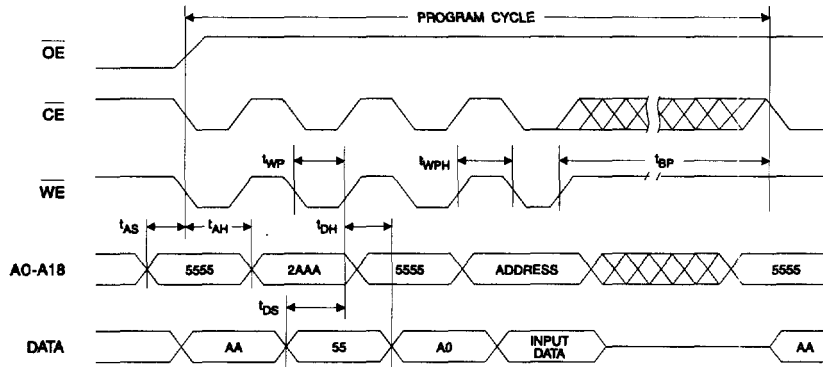 PROGRAM CYCLE
OE
CE
tWP
tWPH
tBP
WE
tAS
tAH
tDH
A0-A18
5555
2AAA
5555
ADDRESS
5555
tDS
DATA
AA
55
A0
INPUT
DATA
AA